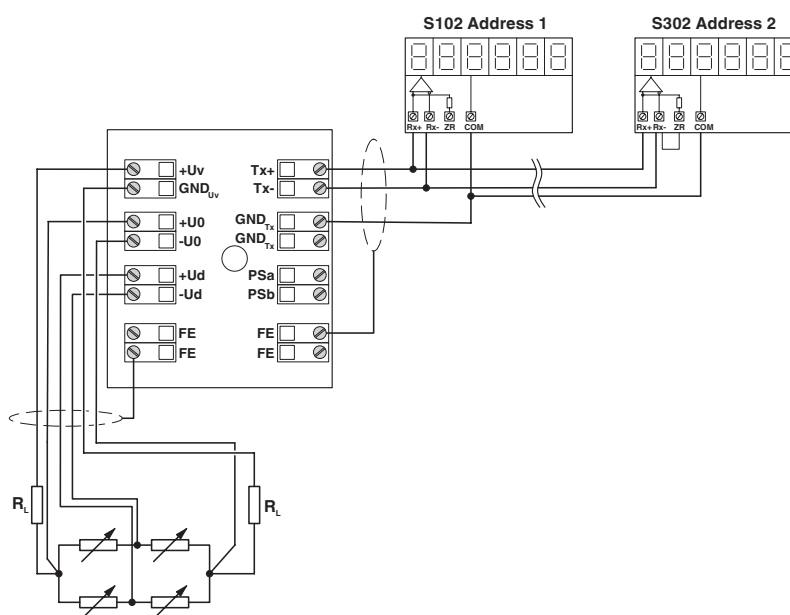 S102 Address 1
S302 Address 2
Rx+ Rx- ZR COM
Rx+ Rx- ZR COM
+Uv
GNDUv
+U0
-U0
+Ud
-Ud
FE
FE
Tx+
Tx-
GNDTx
GNDTx
PSa
PSb
FE
FE
RL
RL